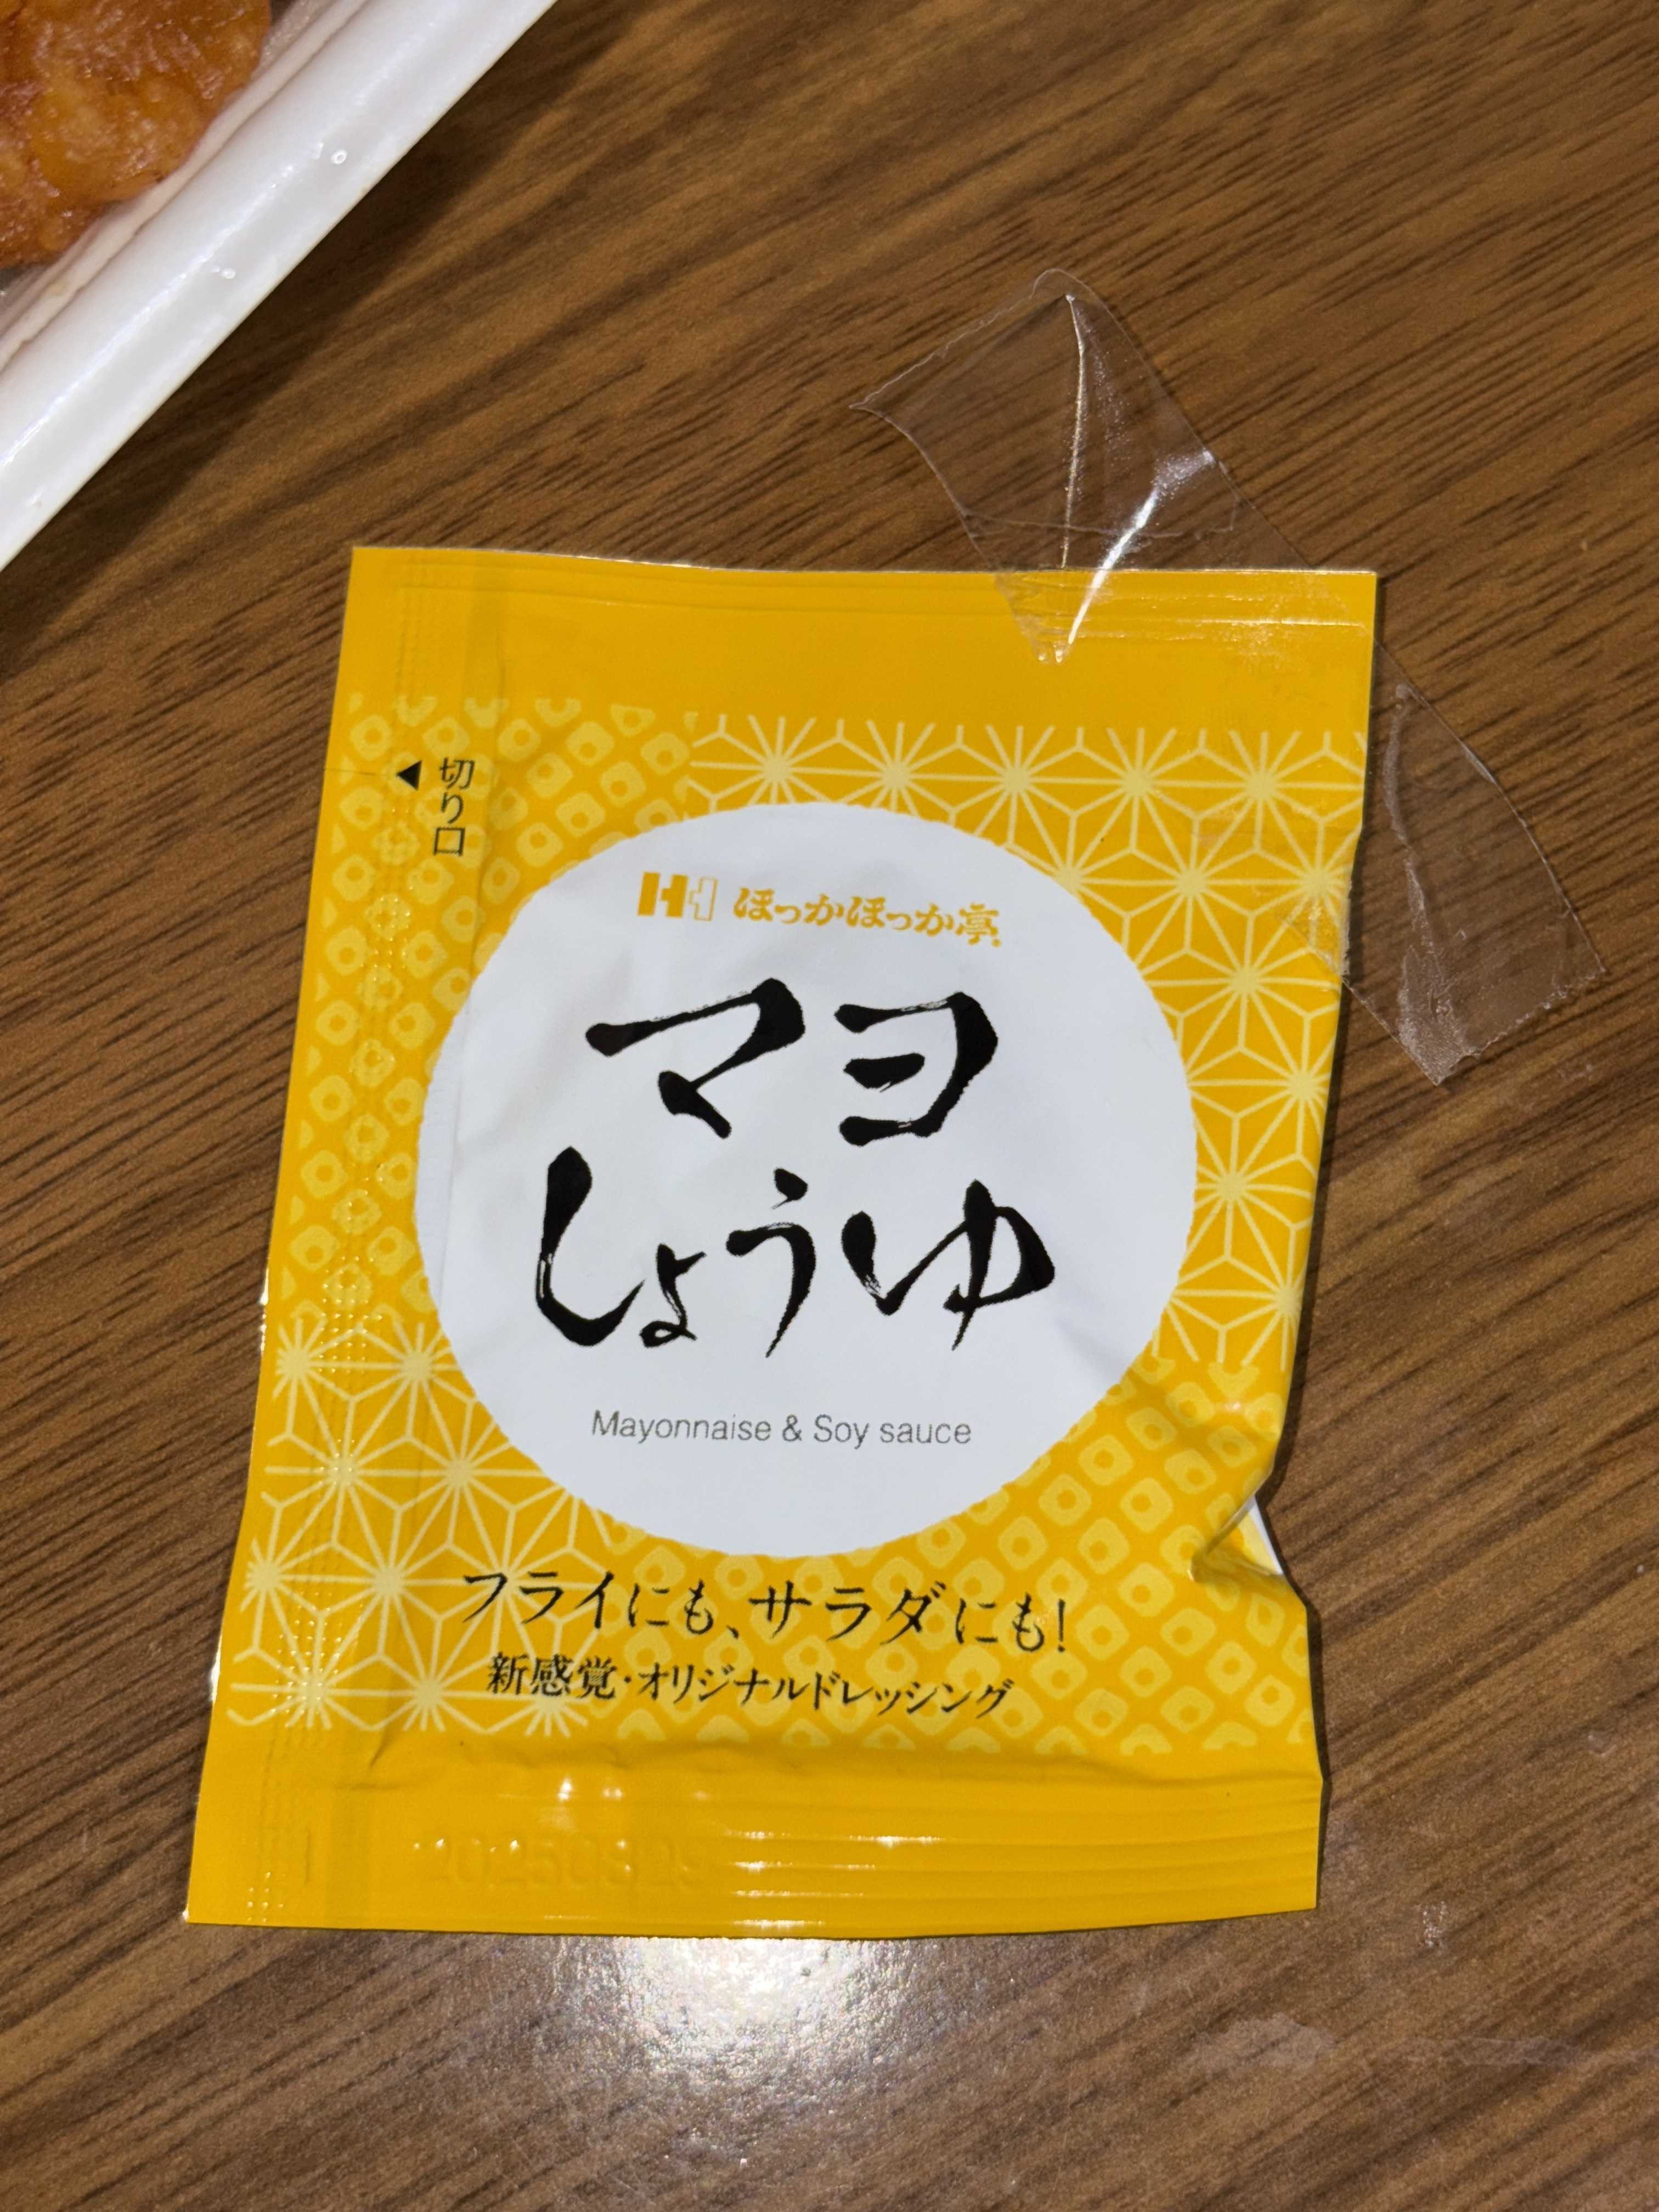 切り口
ほっかほっか亭
マヨ
しょうゆ
Mayonnaise & Soy sauce
フライにも、サラダにも!
新感覚・オリジナルドレッシング